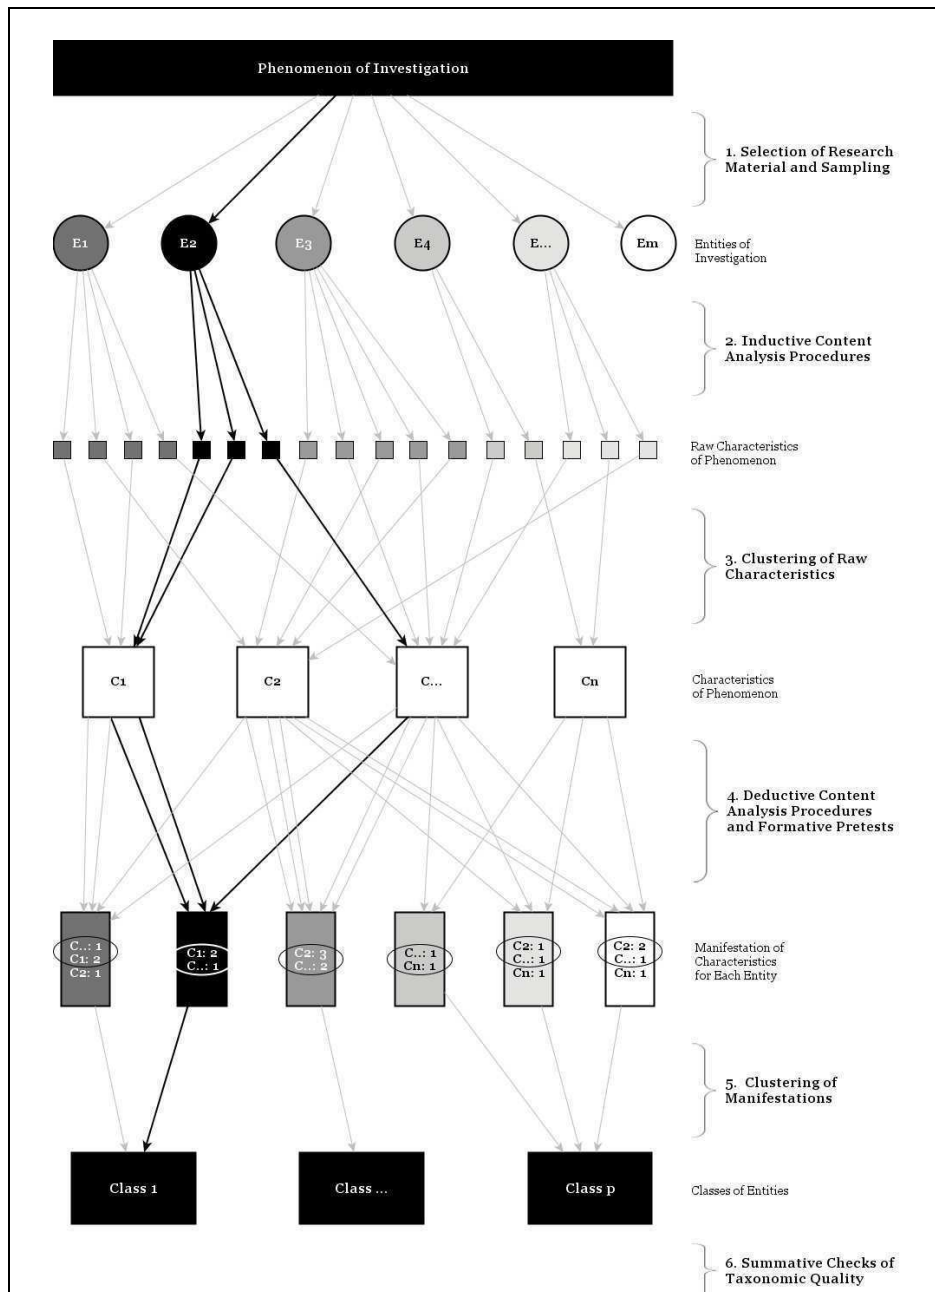 Phenomenon of Investigation
1. Selection of Research
Material and Sampling
E1
E2
E3
E4
E...
Em
Entities of
Investigation
2. Inductive Content
Analysis Procedures
Raw Characteristics
of Phenomenon
3. Clustering of Raw
Characteristics
C1
C2
C...
Cn
Characteristics
of Phenomenon
4. Deductive Content
Analysis Procedures
and Formative Pretests
C..: 1
C1: 2
C2: 1
C1: 2
C..: 1
C2: 3
C..: 2
C..: 1
Cn: 1
C2: 1
C..: 1
Cn: 1
C2: 2
C..: 1
Cn: 1
Manifestation of
Characteristics
for Each Entity
5. Clustering of
Manifestations
Class 1
Class ...
Class p
Classes of Entities
6. Summative Checks of
Taxonomic Quality